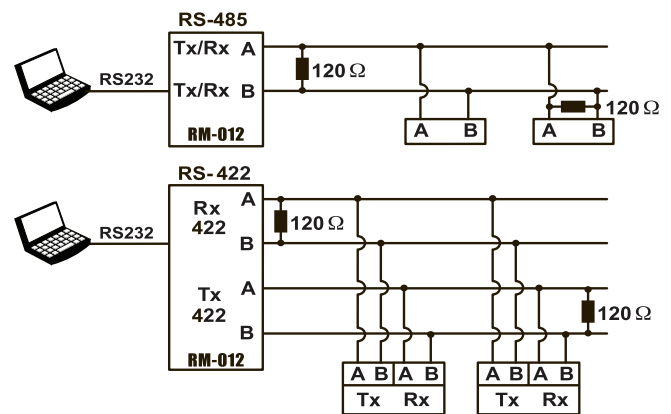 RS-485
Tx/Rx A
120 Ω
RS232
Tx/Rx B
120 Ω
RM-012
A B
A B
RS-422
A
Rx
422
120 Ω
RS232
B
Tx
422
A
120 Ω
B
RM-012
A B A B
A B A B
Tx Rx
Tx Rx